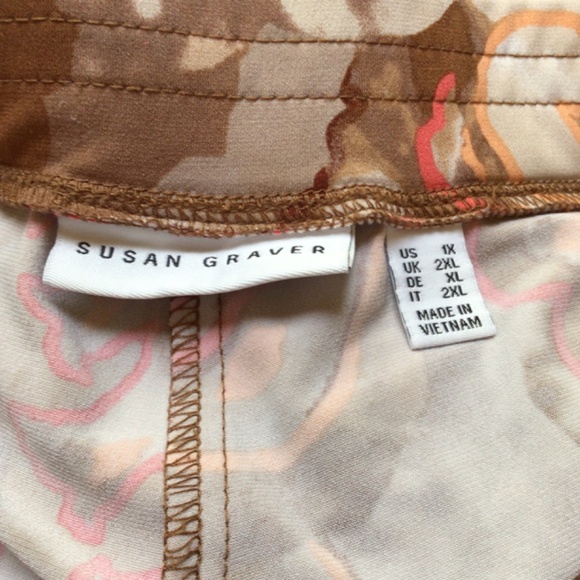 SUSAN GRAVER
US 1X
UK 2XL
DE XL
IT 2XL
MADE IN
VIETNAM